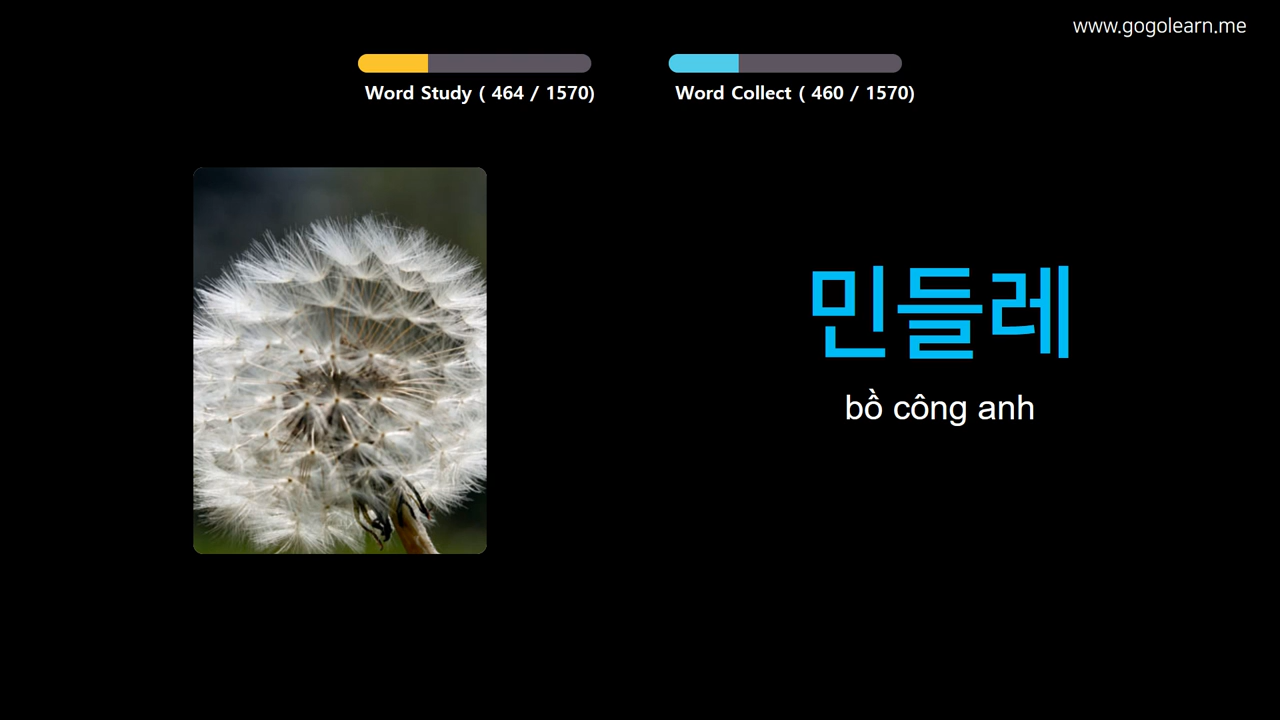 www.gogolearn.me
Word Study ( 464 / 1570)
Word Collect ( 460 / 1570)
민들레
bồ công anh